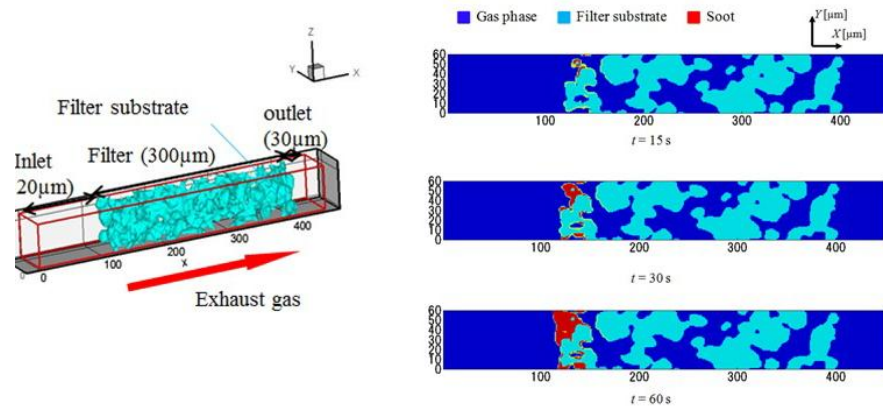 Z
Y
X
Filter substrate
outlet
(30µm)
Filter (300µm)
Inlet
20µm)
400
300
200
100
0
0
x
Exhaust gas
Gas phase
Filter substrate
Soot
Y [µm]
X [µm]
60
50
40
30
20
10
0
100 200 300 400
t = 15 s
60
50
40
30
20
10
0
100 200 300 400
t = 30 s
60
50
40
30
20
10
0
100 200 300 400
t = 60 s